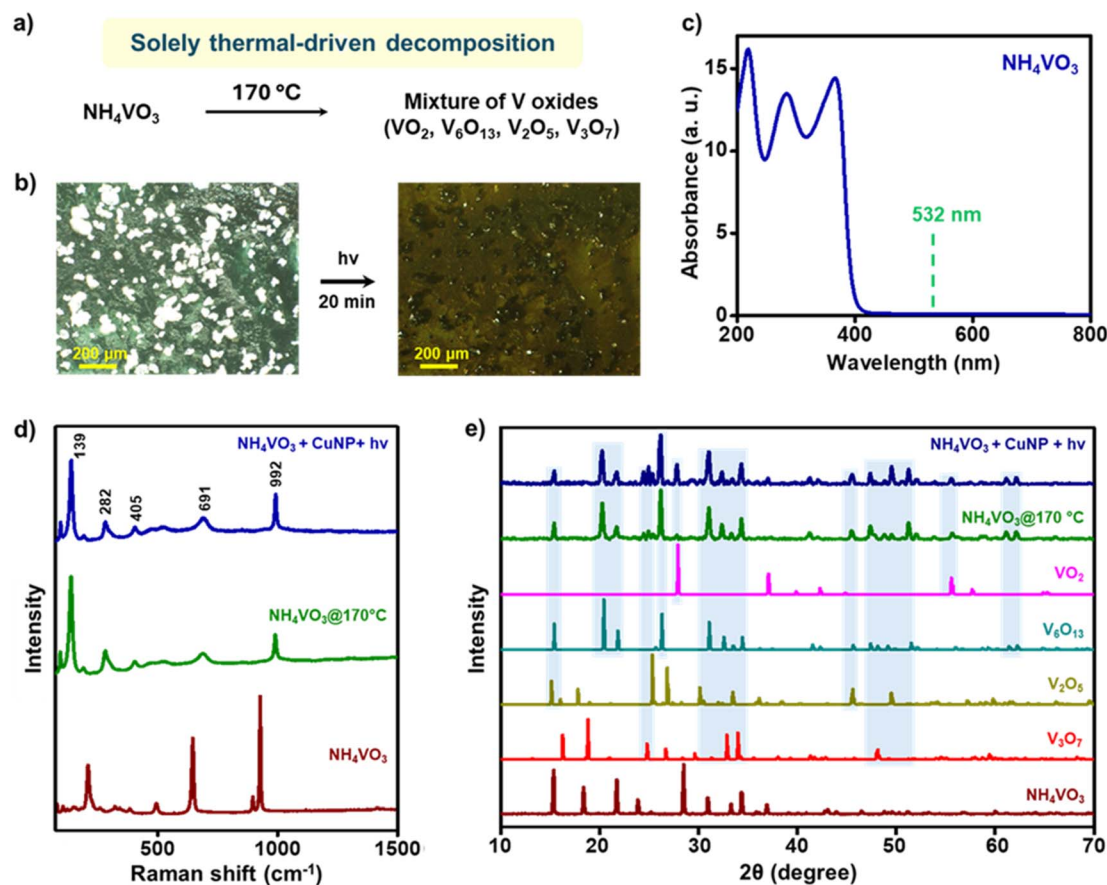 a)
Solely thermal-driven decomposition
NH₄VO₃
170 °C
Mixture of V oxides
(VO₂, V₆O₁₃, V₂O₅, V₃O₇)
b)
200 µm
hv
20 min
200 µm
c)
NH₄VO₃
532 nm
Absorbance (a. u.)
15
10
5
0
200 400 600 800
Wavelength (nm)
d)
NH₄VO₃ + CuNP+ hv
139
282
405
691
992
NH₄VO₃@170°C
NH₄VO₃
Intensity
500 1000 1500
Raman shift (cm⁻¹)
e)
NH₄VO₃ + CuNP + hv
NH₄VO₃@170 °C
VO₂
V₆O₁₃
V₂O₅
V₃O₇
NH₄VO₃
Intensity
10 20 30 40 50 60 70
2θ (degree)